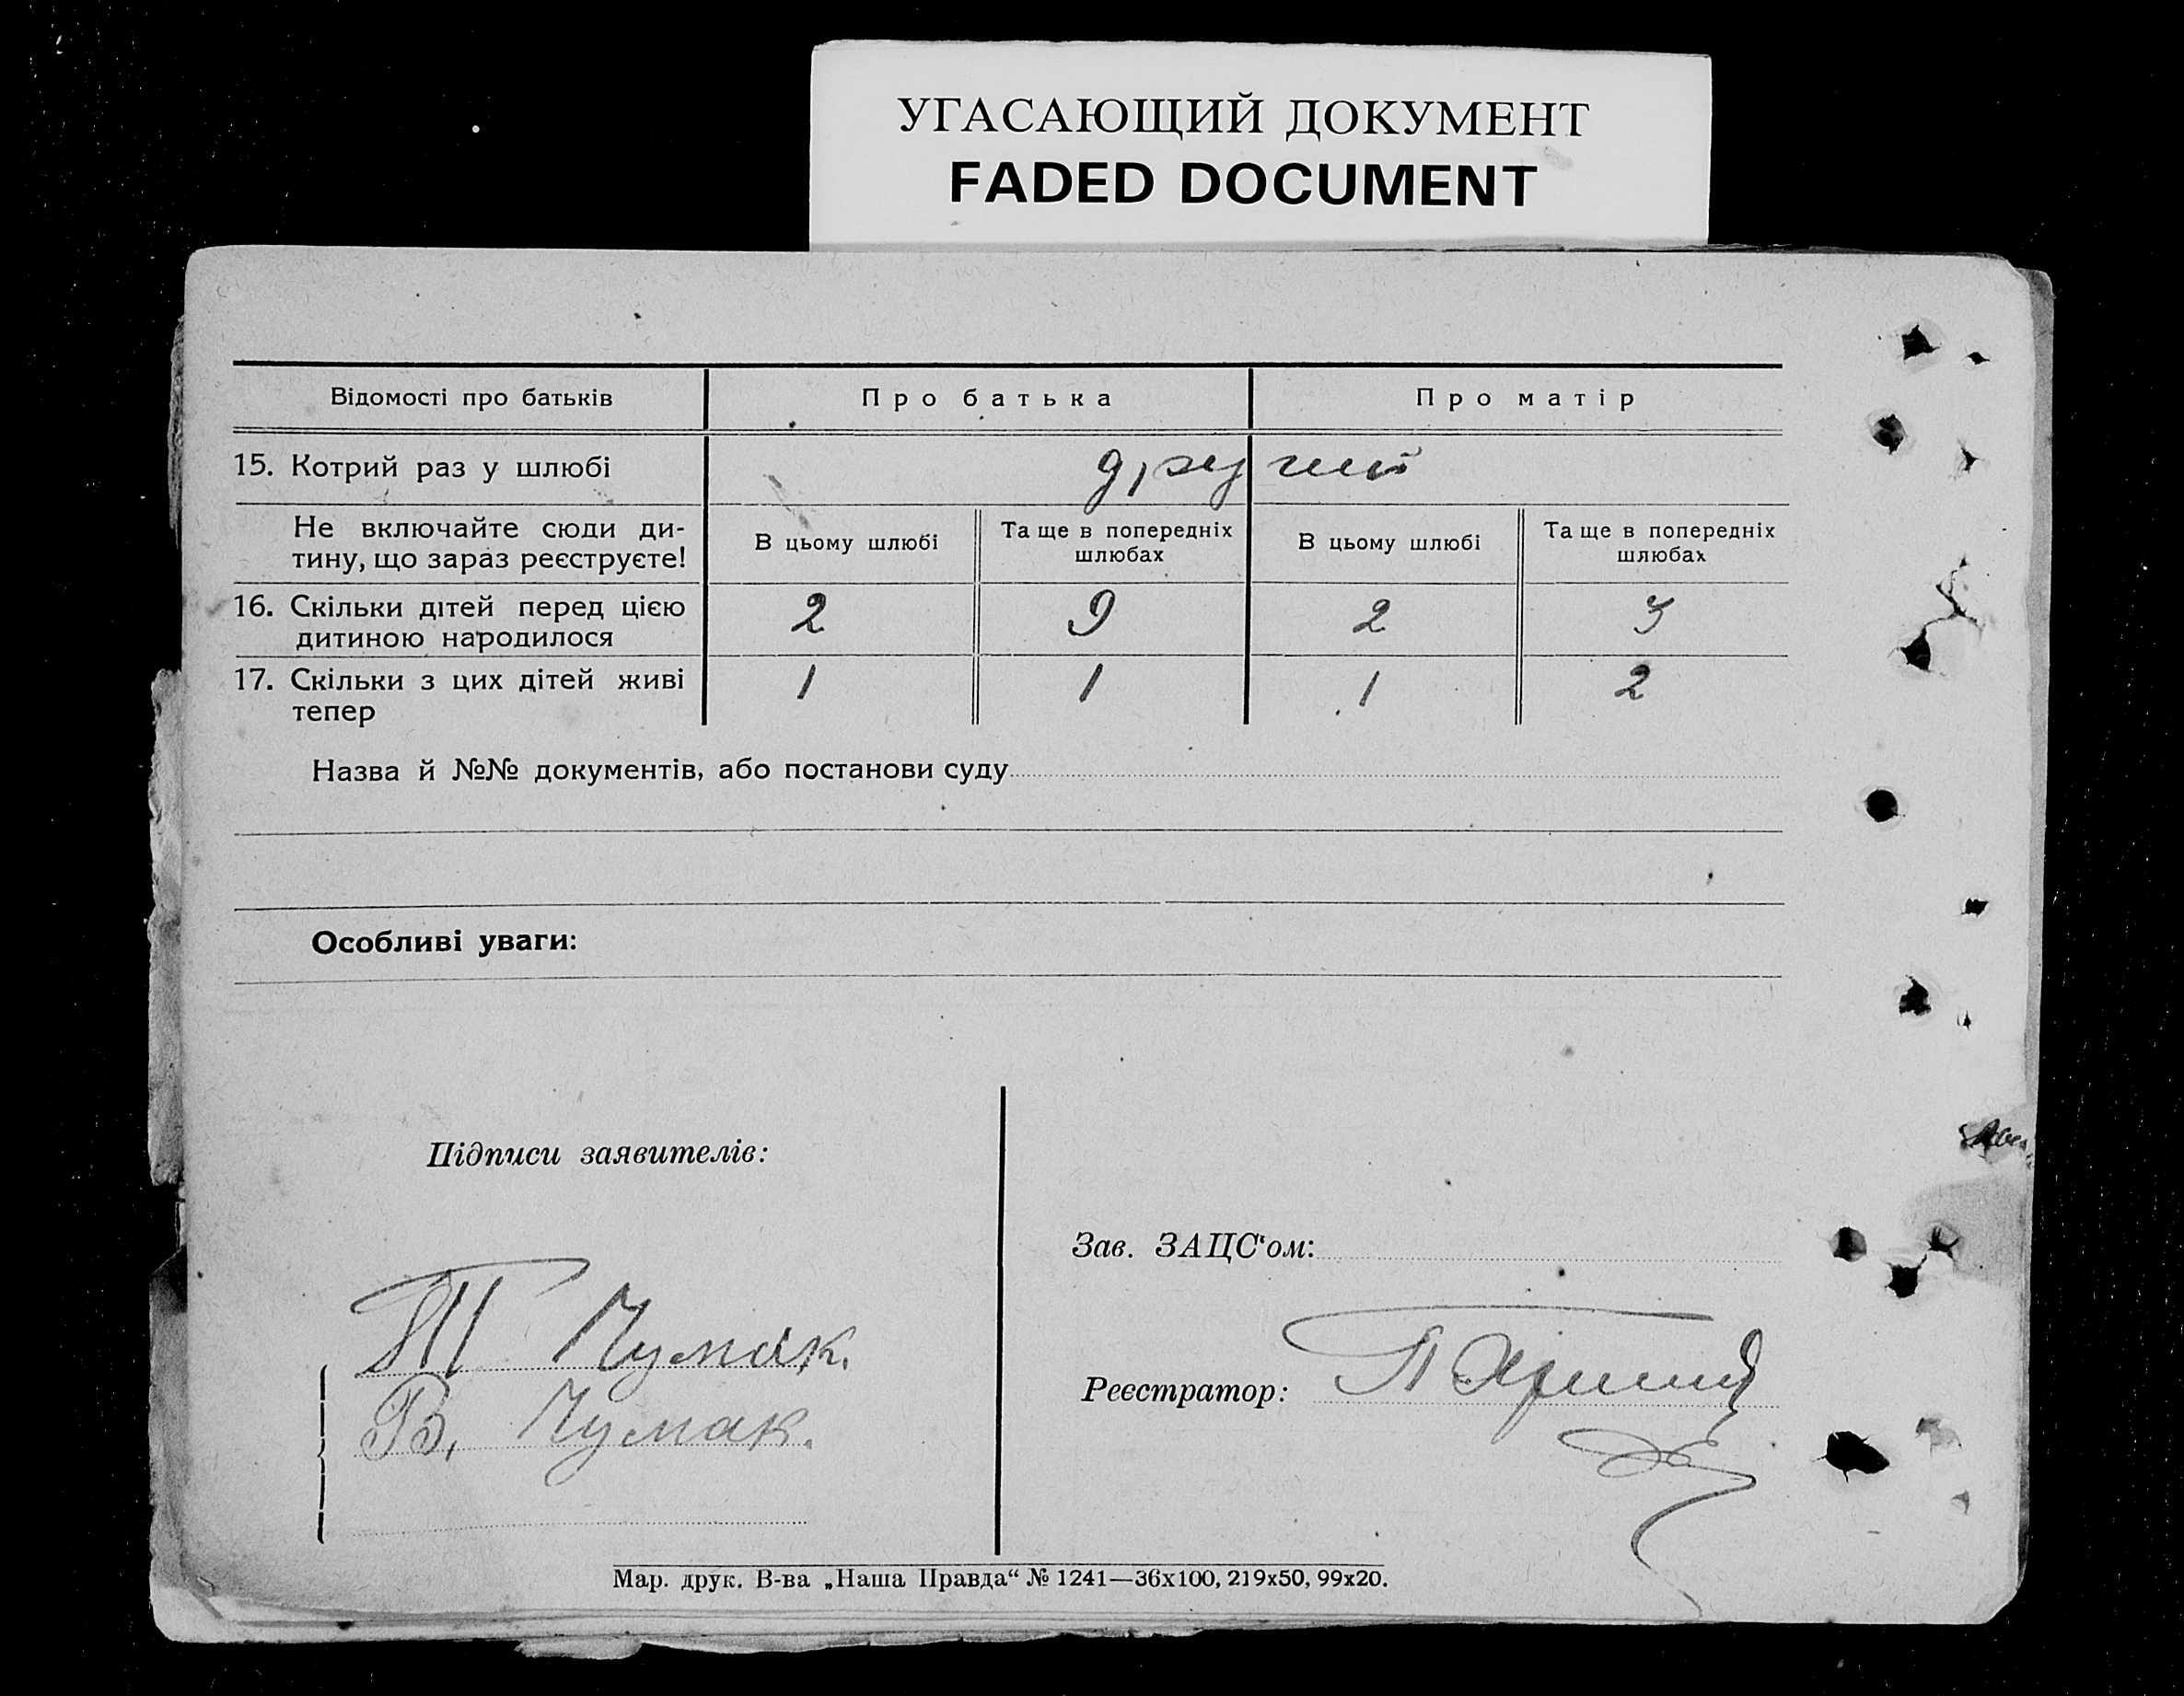 УГАСАЮЩИЙ ДОКУМЕНТ
FADED DOCUMENT
Відомості про батьків Про батька Про матір
15. Котрий раз у шлюбі другий
Не включайте сюди ди-
тину, що зараз реєструєте!
В цьому шлюбі Та ще в попередніх
шлюбах
В цьому шлюбі Та ще в попередніх
шлюбах
16. Скільки дітей перед цією
дитиною народилося 2 9 2 3
17. Скільки з цих дітей живі
тепер 1 1 1 2
Назва й №№ документів, або постанови суду
Особливі уваги:
Підписи заявителів:
Чумак.
В. Чумак.
Зав. ЗАЦС'ом:
Реєстратор:
Мар. друк. В-ва „Наша Правда“ № 1241—36x100, 219x50, 99x20.